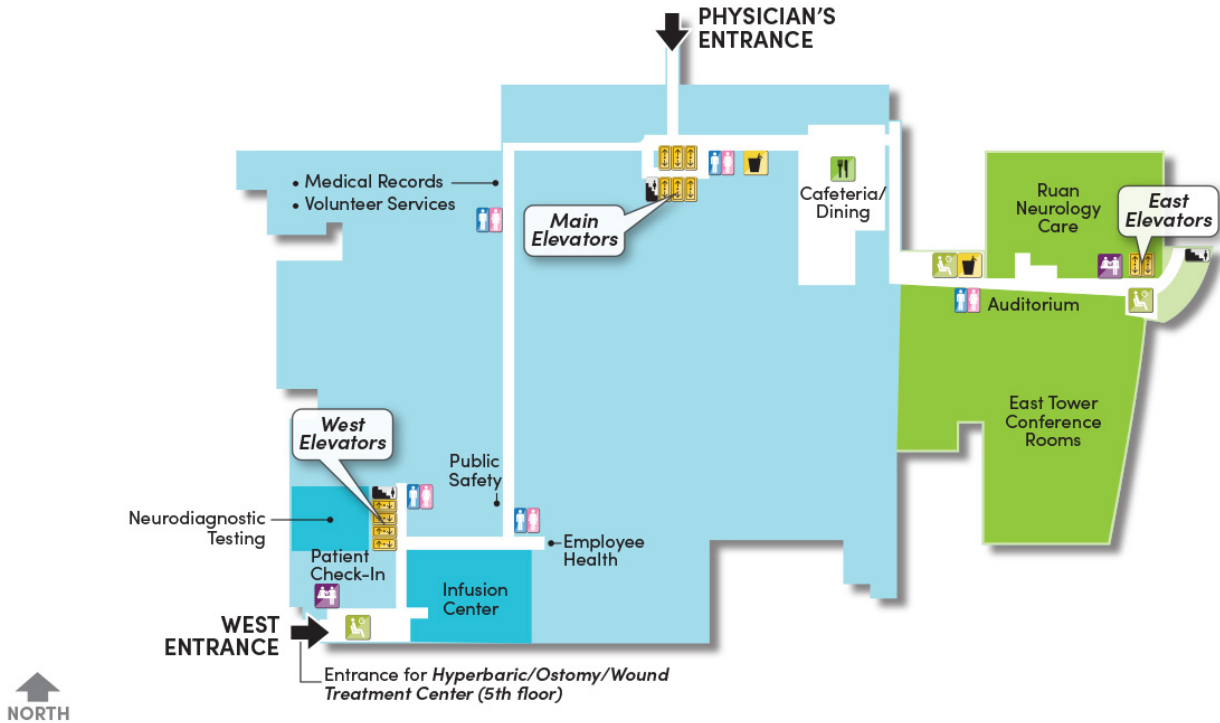 PHYSICIAN'S
ENTRANCE
• Medical Records
• Volunteer Services
Main
Elevators
Cafeteria/
Dining
Ruan
Neurology
Care
East
Elevators
Auditorium
East Tower
Conference
Rooms
West
Elevators
Public
Safety
Neurodiagnostic
Testing
Patient
Check-In
Employee
Health
Infusion
Center
WEST
ENTRANCE
Entrance for Hyperbaric/Ostomy/Wound
Treatment Center (5th floor)
NORTH